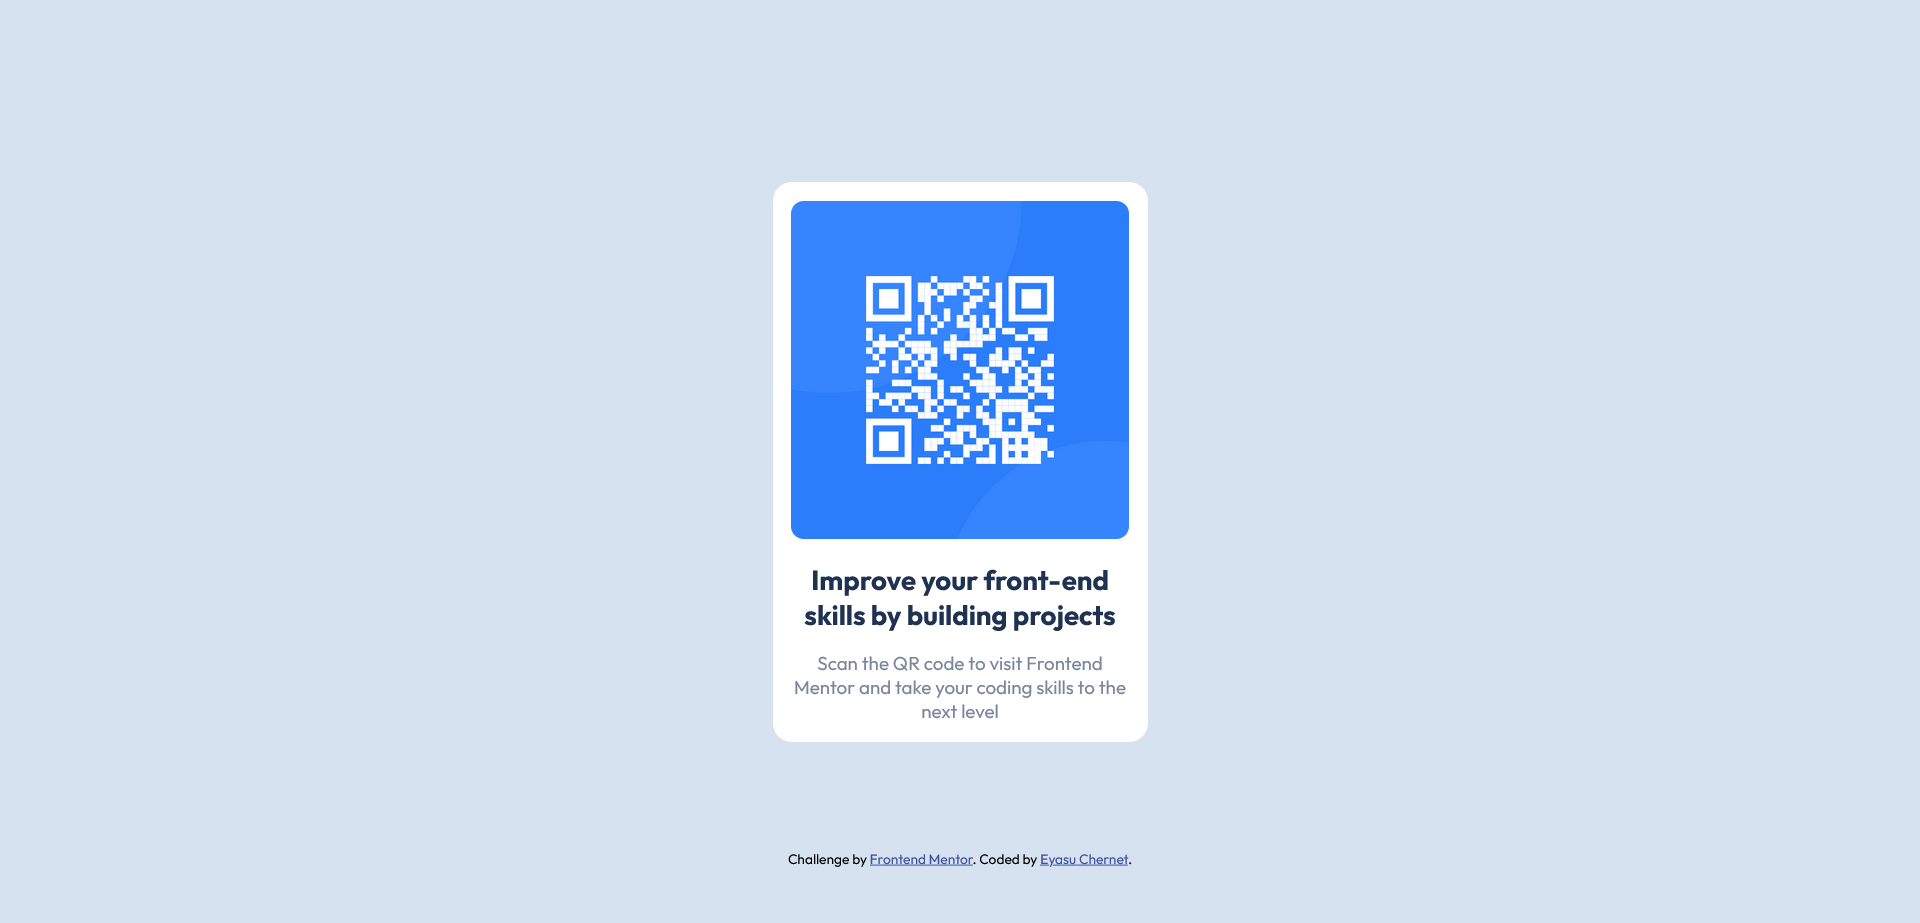 Improve your front-end
skills by building projects
Scan the QR code to visit Frontend
Mentor and take your coding skills to the
next level
Challenge by Frontend Mentor. Coded by Eyasu Chernet.